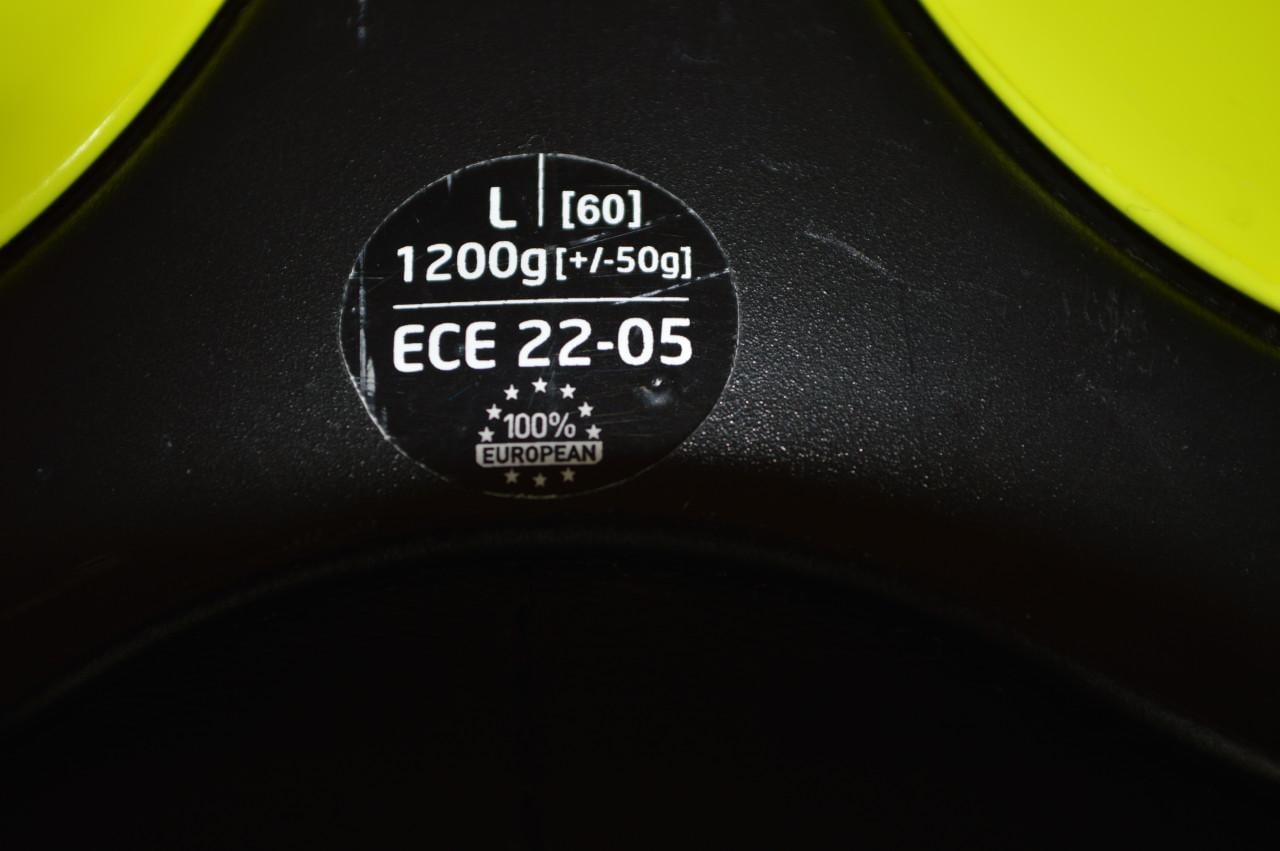 L | [60]
1200g [+/-50g]
ECE 22-05
100%
EUROPEAN